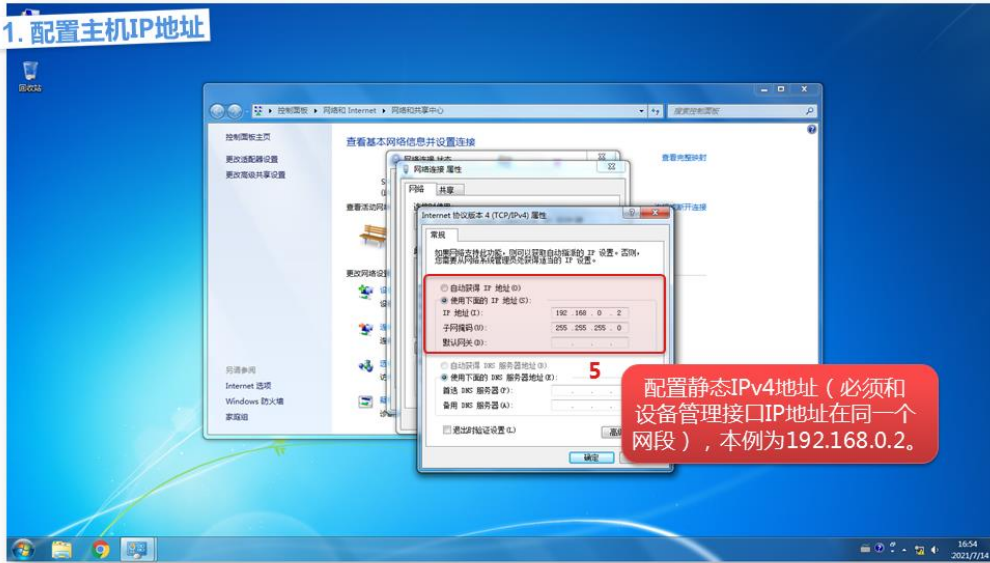 1. 配置主机IP地址
回收站
控制面板 ▸ 网络和 Internet ▸ 网络和共享中心
搜索控制面板
控制面板主页
更改适配器设置
更改高级共享设置
查看基本网络信息并设置连接
查看完整映射
网络连接 状态
网络连接 属性
网络 共享
查看活动网
Internet 协议版本 4 (TCP/IPv4) 属性
常规
如果网络支持此功能，则可以获取自动指派的 IP 设置。否则，
您需要从网络系统管理员处获得适当的 IP 设置。
更改网络设
自动获得 IP 地址(O)
使用下面的 IP 地址(S):
IP 地址(I): 192 .168 . 0 . 2
子网掩码(U): 255 .255 .255 . 0
默认网关(D):
自动获得 DNS 服务器地址(B)
使用下面的 DNS 服务器地址(E):
首选 DNS 服务器(P):
备用 DNS 服务器(A):
退出时验证设置(L)
确定
5
配置静态IPv4地址（必须和
设备管理接口IP地址在同一个
网段），本例为192.168.0.2。
另请参阅
Internet 选项
Windows 防火墙
家庭组
16:54
2021/7/14